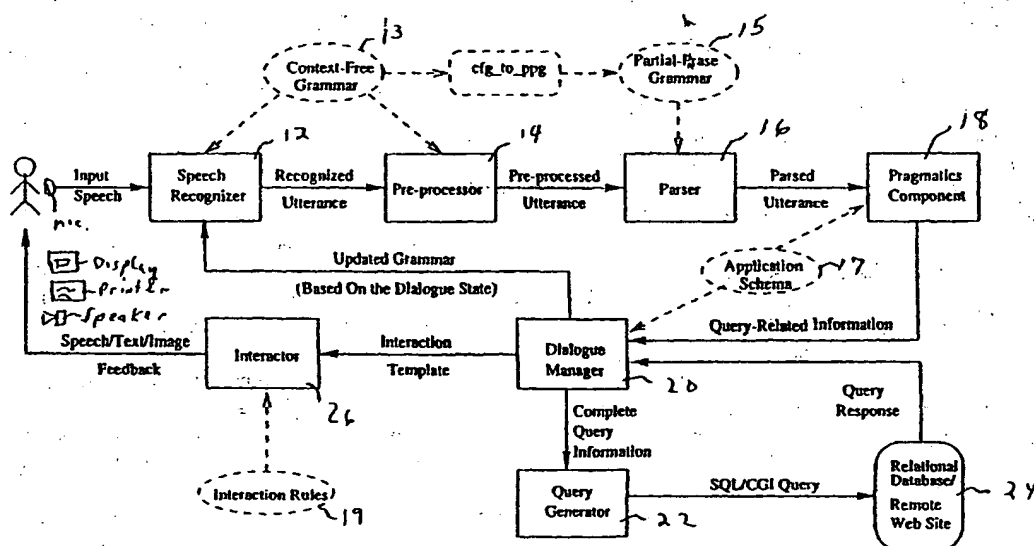 13
15
Context-Free
Grammar
cfg_to_ppg
Partial-Prase
Grammar
12
14
16
18
Input
Speech
mic.
Speech
Recognizer
Recognized
Utterance
Pre-processor
Pre-processed
Utterance
Parser
Parsed
Utterance
Pragmatics
Component
Display
Printer
Speaker
Updated Grammar
(Based On the Dialogue State)
Application
Schema
17
Query-Related Information
Speech/Text/Image
Feedback
Interactor
26
Interaction
Template
Dialogue
Manager
20
Query
Response
Complete
Query
Information
Interaction Rules
19
Query
Generator
22
SQL/CGI Query
Relational
Database/
Remote
Web Site
24